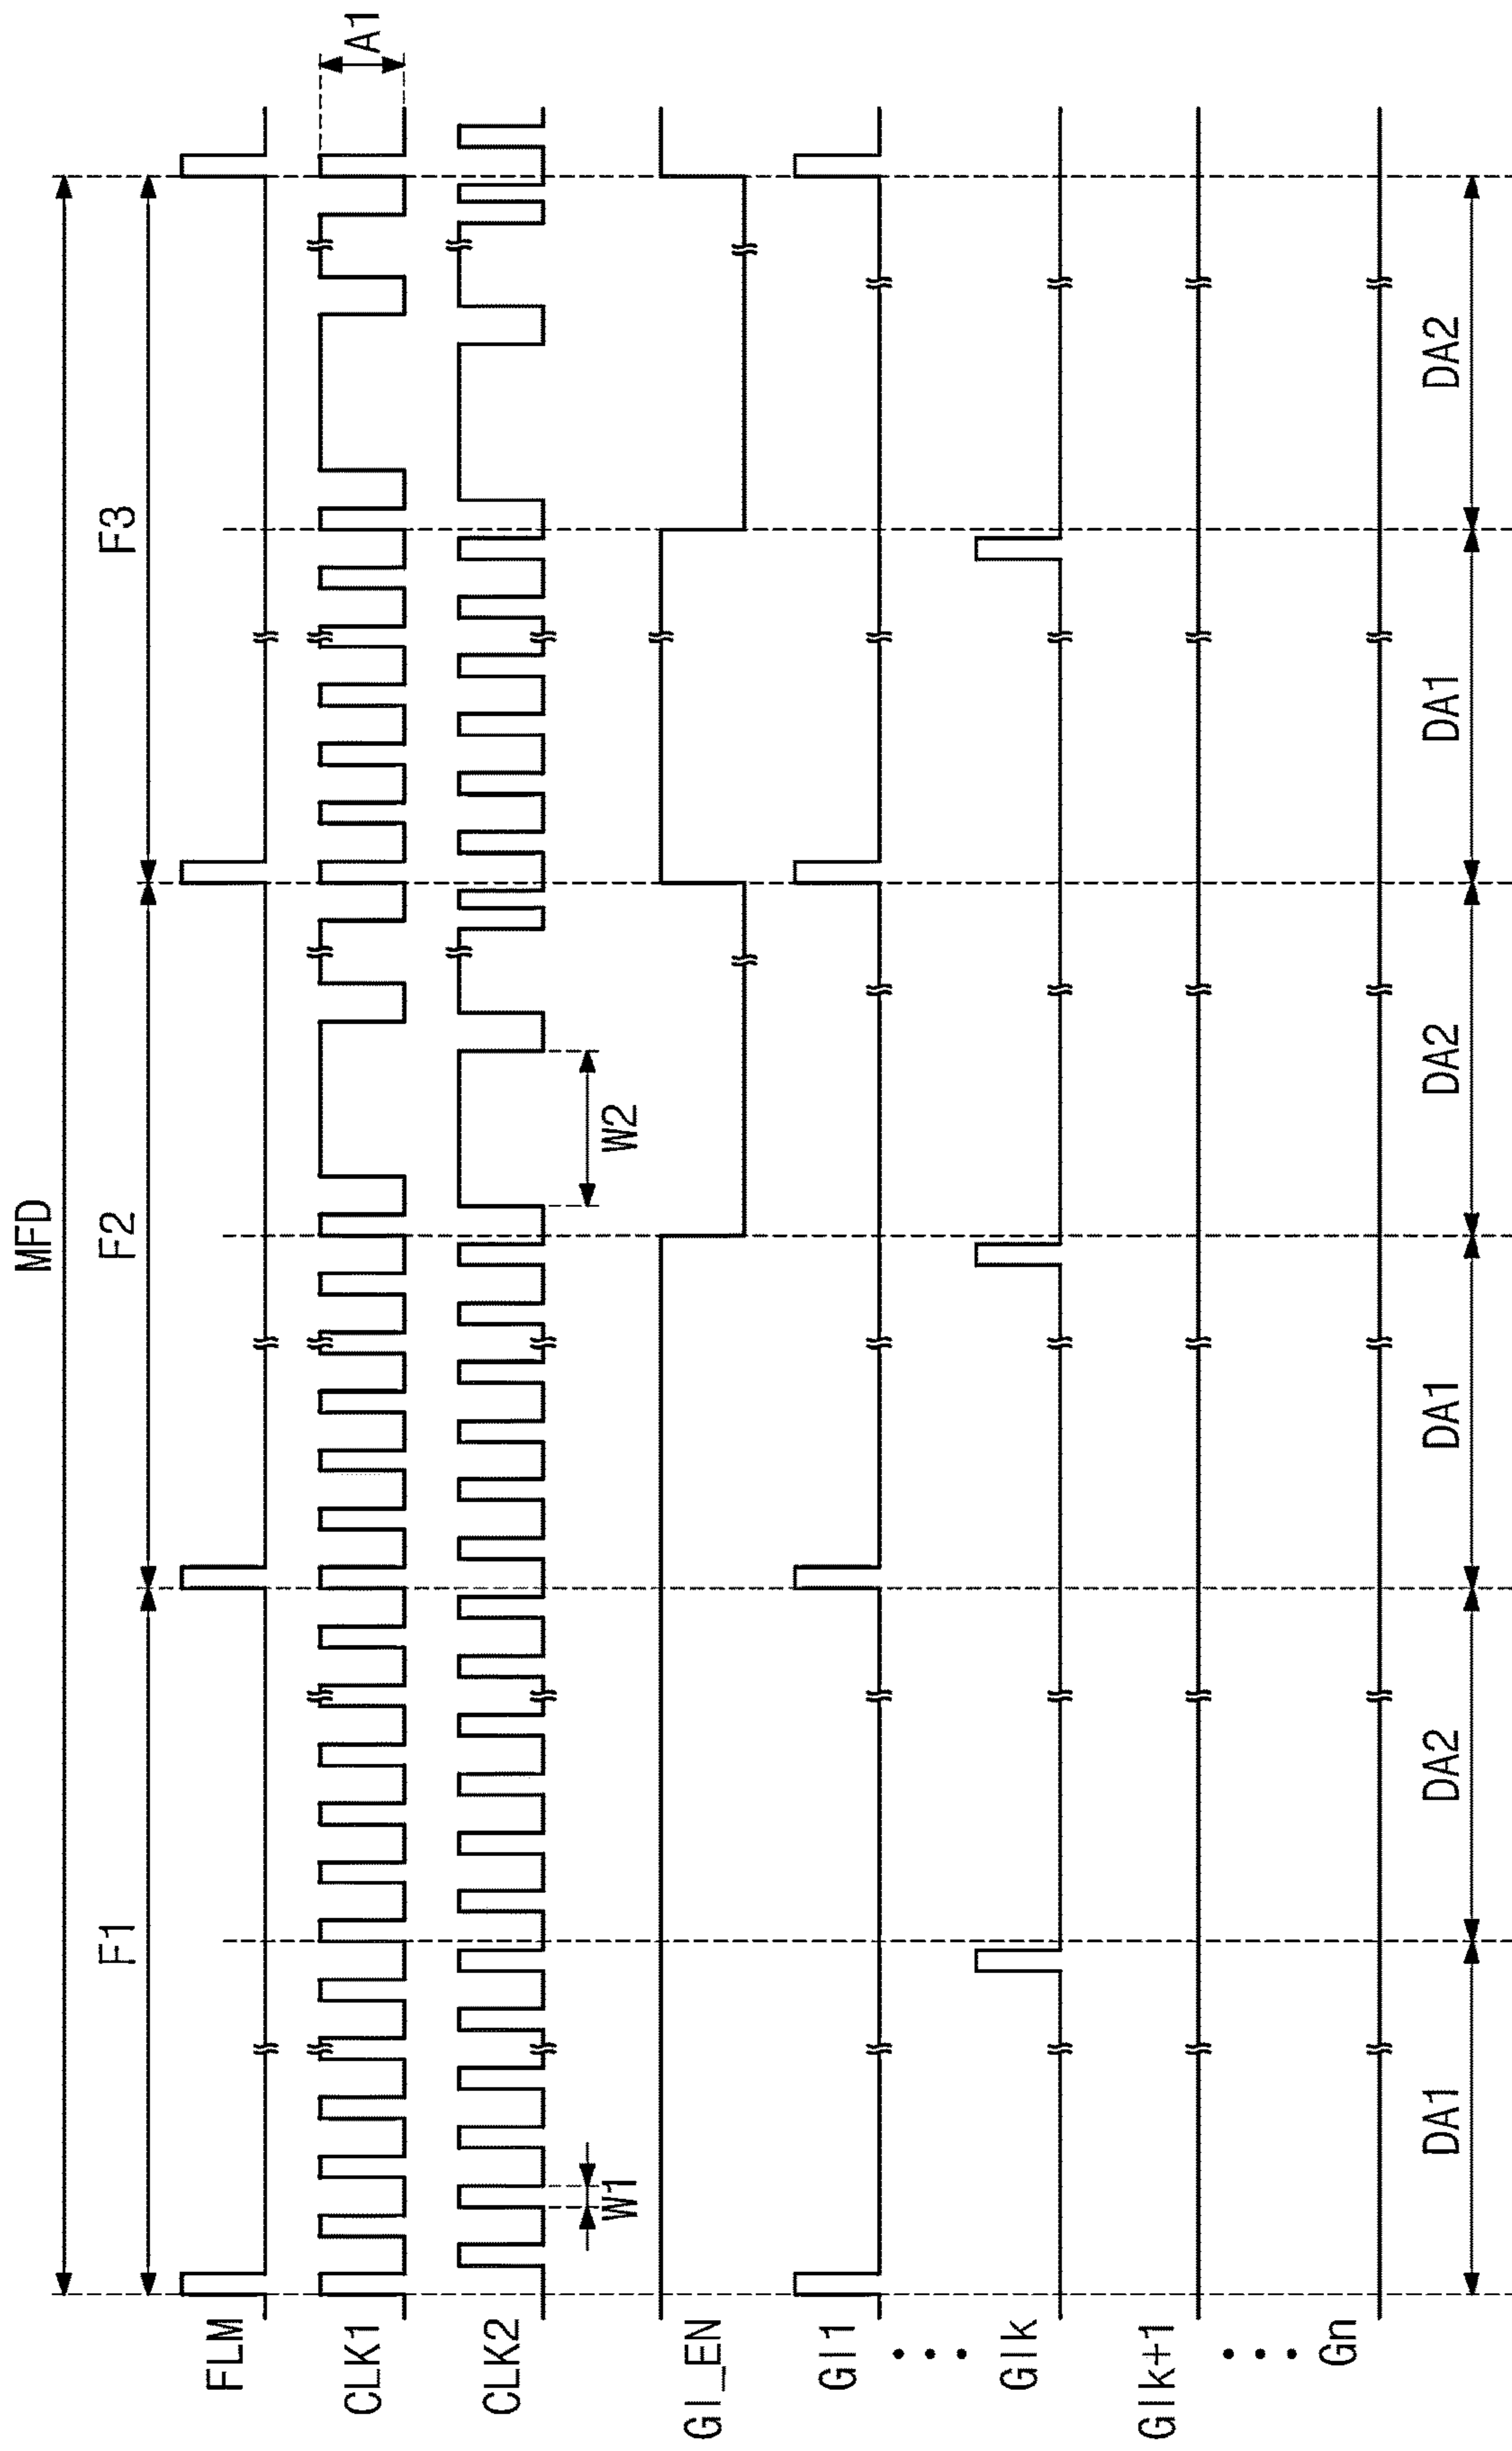 MFD
F1 F2 F3
FLM
CLK1
A1
CLK2
W1 W2
GI_EN
GI1
GIk
GIk+1
Gn
DA1 DA2 DA1 DA2 DA1 DA2